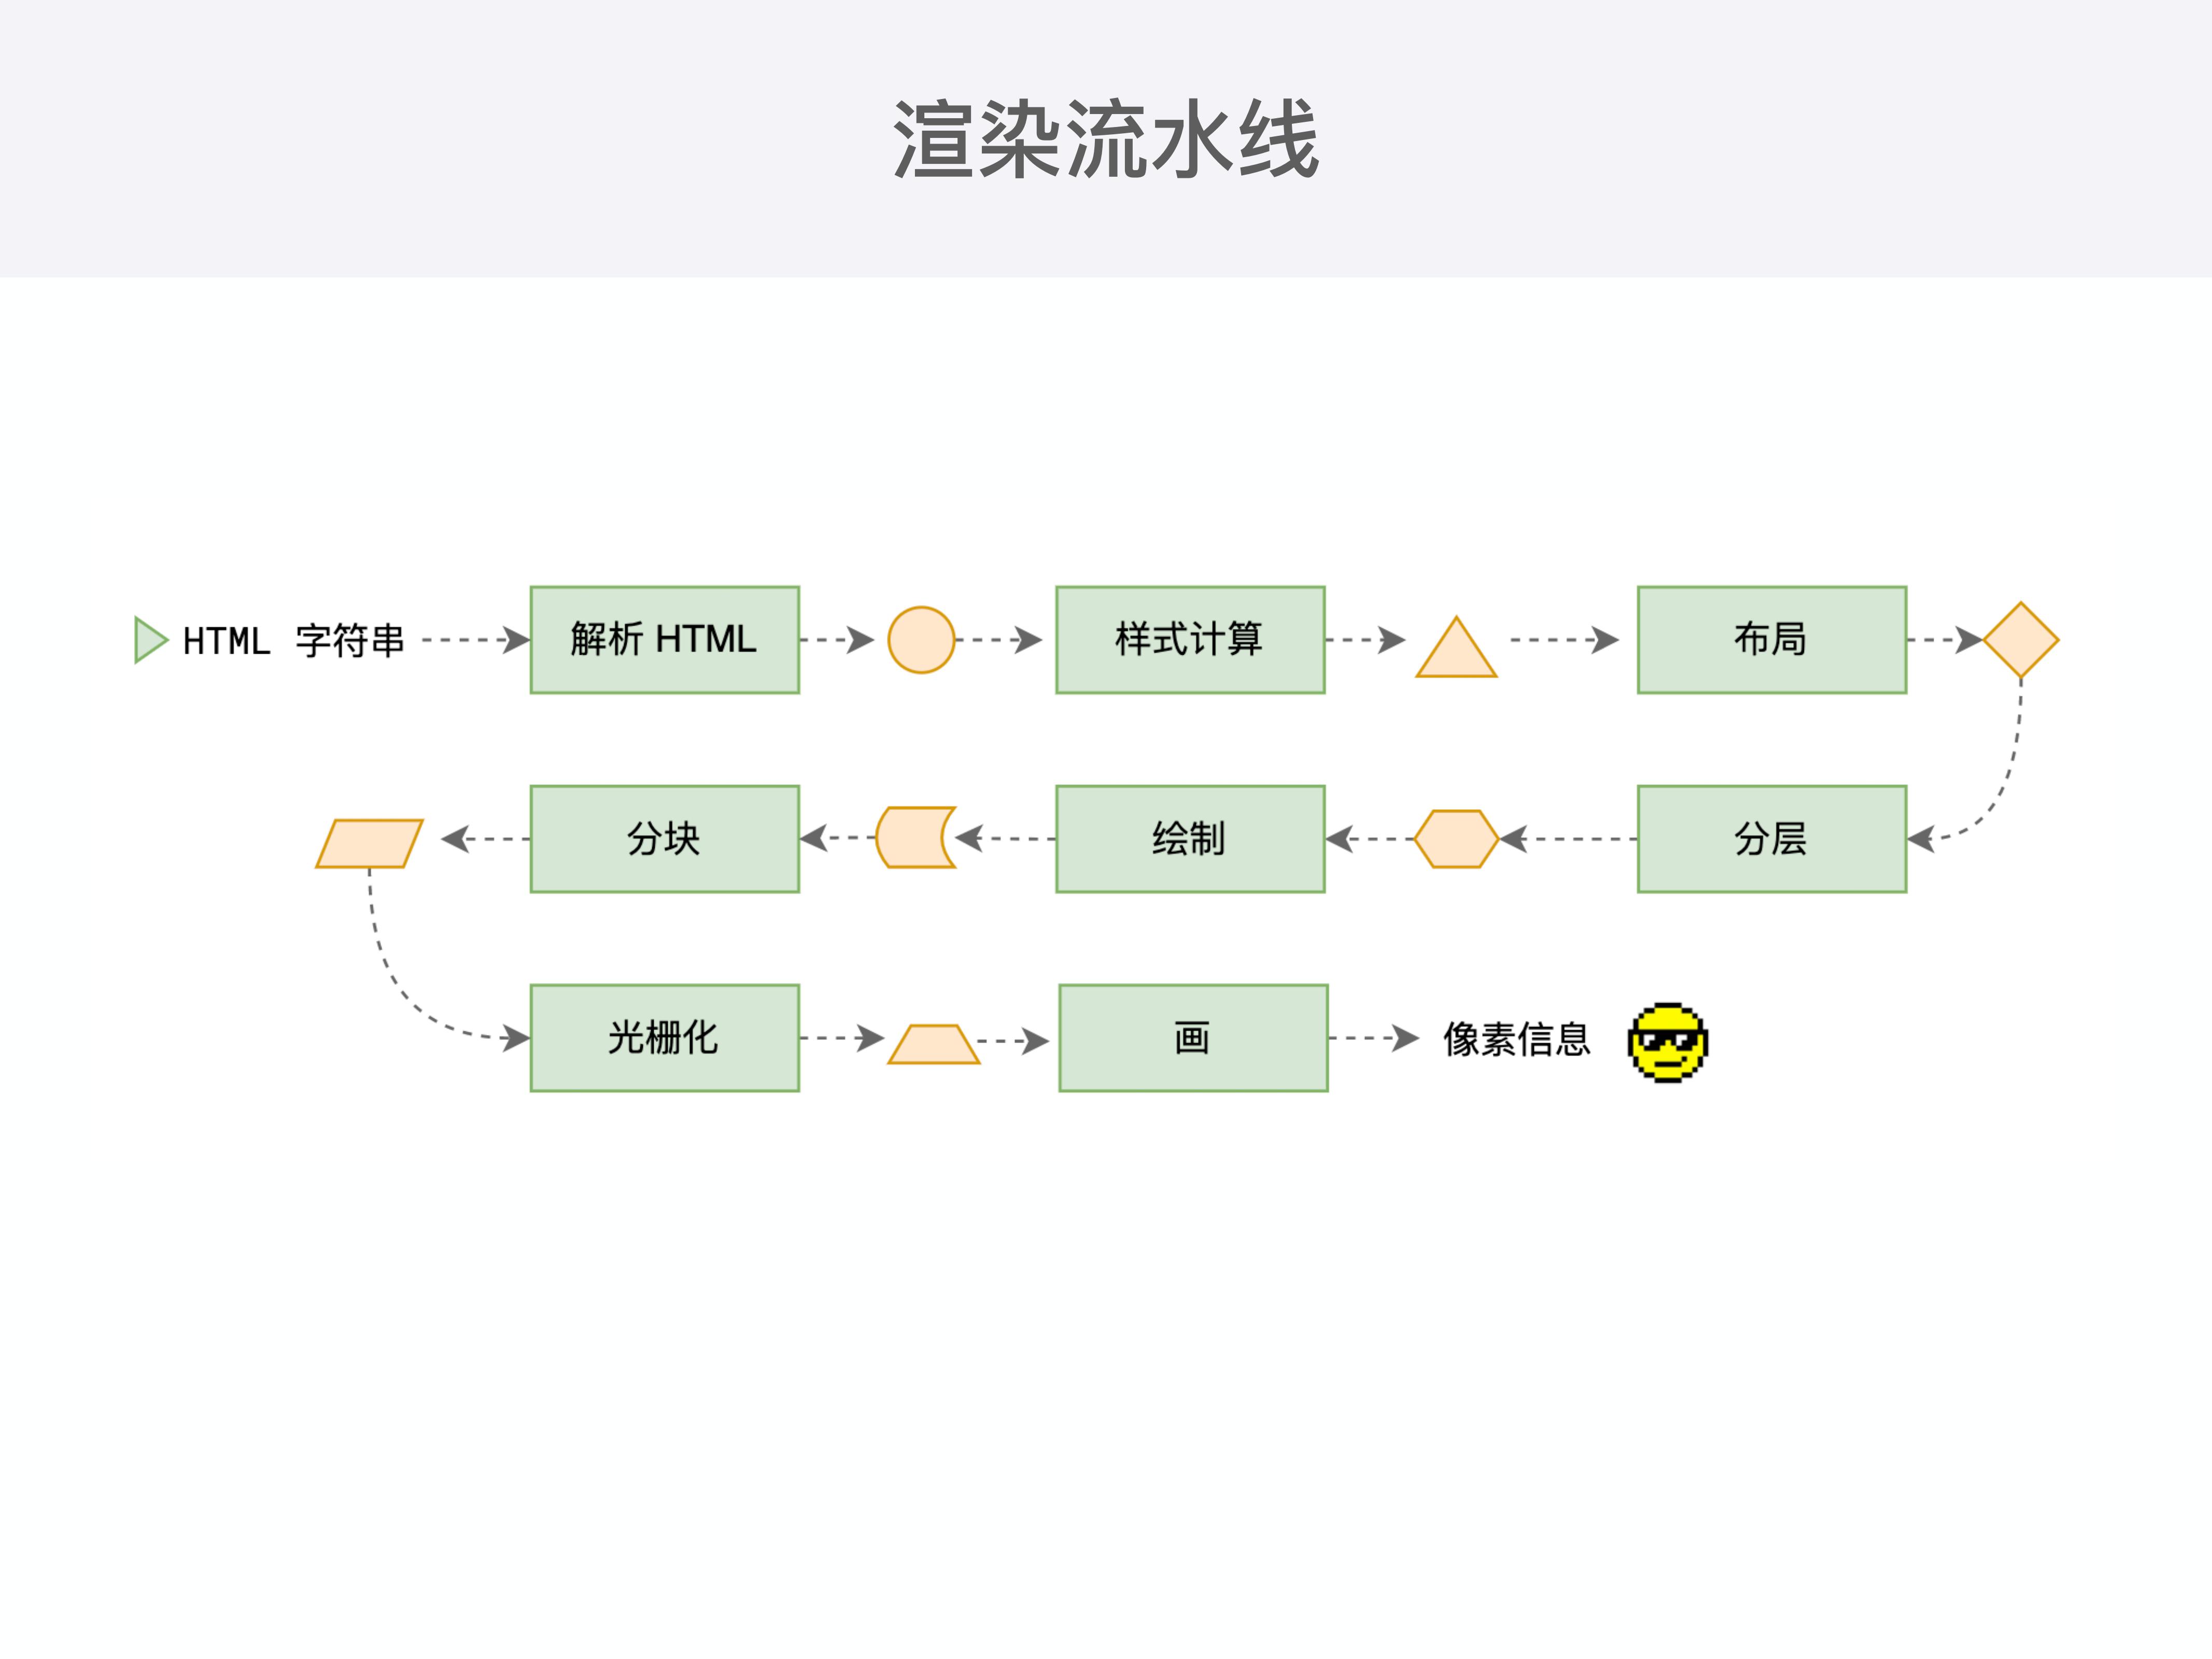 渲染流水线
HTML 字符串
解析 HTML
样式计算
布局
分层
绘制
分块
光栅化
画
像素信息